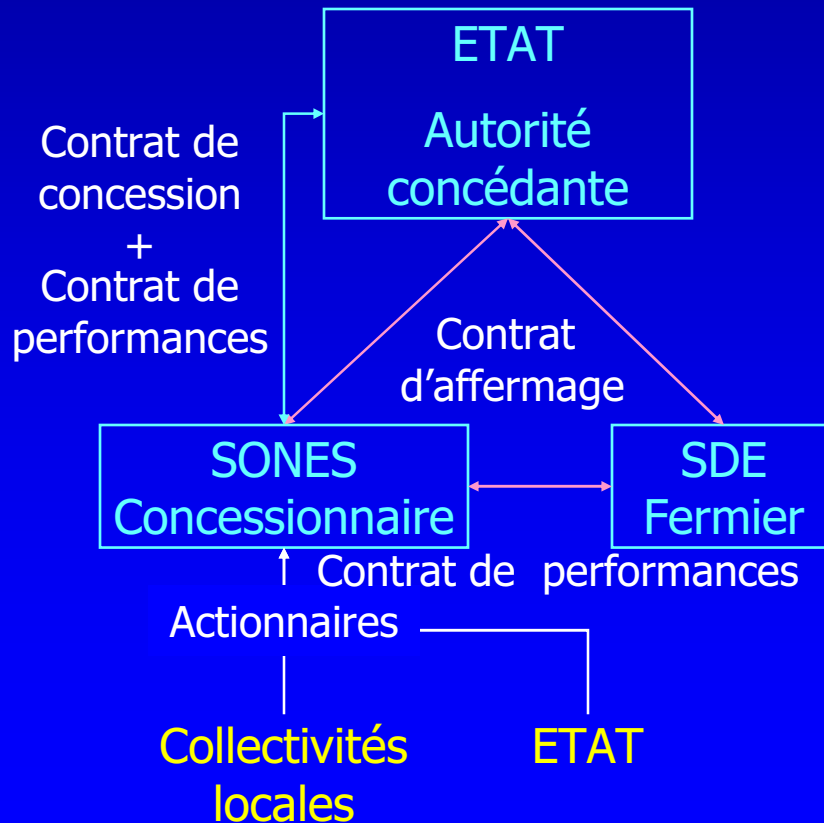 ETAT
Autorité
concédante
Contrat de
concession
+
Contrat de
performances
Contrat
d’affermage
SONES
Concessionnaire
SDE
Fermier
Contrat de performances
Actionnaires
Collectivités
locales
ETAT